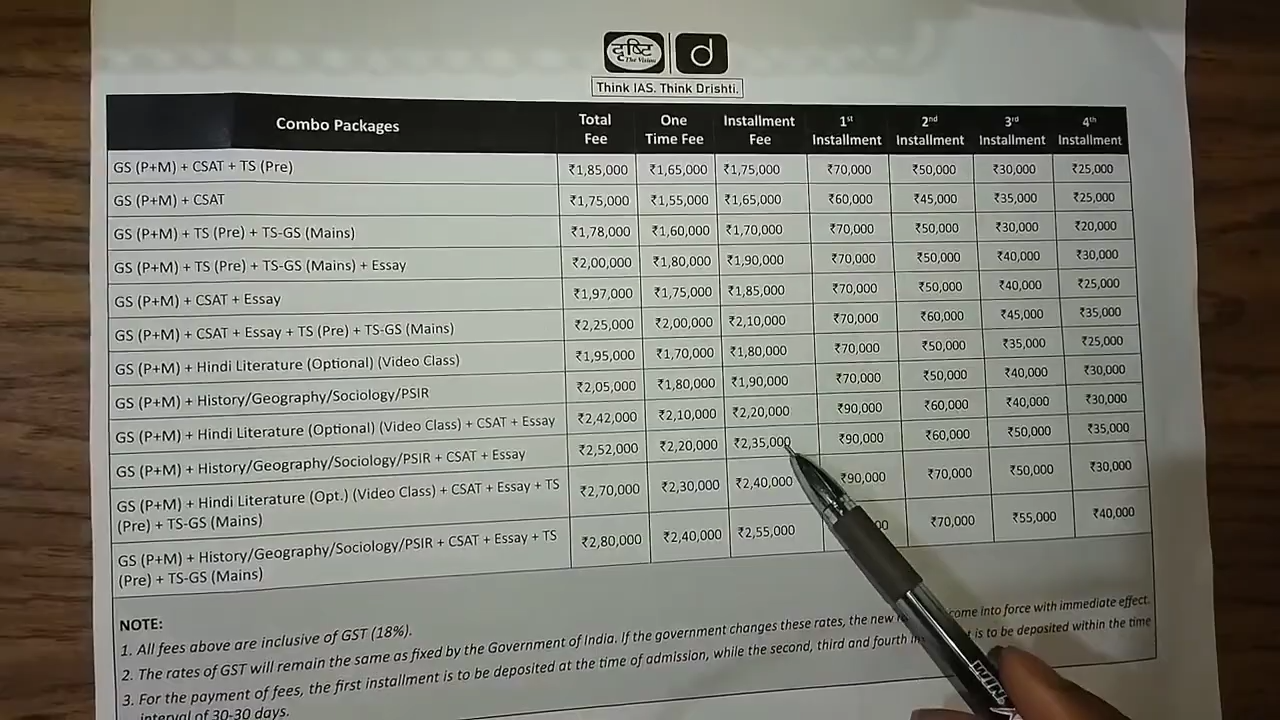 दृष्टि
The Vision
d
Think IAS. Think Drishti.
Combo Packages Total Fee One Time Fee Installment Fee 1st Installment 2nd Installment 3rd Installment 4th Installment
GS (P+M) + CSAT + TS (Pre) ₹1,85,000 ₹1,65,000 ₹1,75,000 ₹70,000 ₹50,000 ₹30,000 ₹25,000
GS (P+M) + CSAT ₹1,75,000 ₹1,55,000 ₹1,65,000 ₹60,000 ₹45,000 ₹35,000 ₹25,000
GS (P+M) + TS (Pre) + TS-GS (Mains) ₹1,78,000 ₹1,60,000 ₹1,70,000 ₹70,000 ₹50,000 ₹30,000 ₹20,000
GS (P+M) + TS (Pre) + TS-GS (Mains) + Essay ₹2,00,000 ₹1,80,000 ₹1,90,000 ₹70,000 ₹50,000 ₹40,000 ₹30,000
GS (P+M) + CSAT + Essay ₹1,97,000 ₹1,75,000 ₹1,85,000 ₹70,000 ₹50,000 ₹40,000 ₹25,000
GS (P+M) + CSAT + Essay + TS (Pre) + TS-GS (Mains) ₹2,25,000 ₹2,00,000 ₹2,10,000 ₹70,000 ₹60,000 ₹45,000 ₹35,000
GS (P+M) + Hindi Literature (Optional) (Video Class) ₹1,95,000 ₹1,70,000 ₹1,80,000 ₹70,000 ₹50,000 ₹35,000 ₹25,000
GS (P+M) + History/Geography/Sociology/PSIR ₹2,05,000 ₹1,80,000 ₹1,90,000 ₹70,000 ₹50,000 ₹40,000 ₹30,000
GS (P+M) + Hindi Literature (Optional) (Video Class) + CSAT + Essay ₹2,42,000 ₹2,10,000 ₹2,20,000 ₹90,000 ₹60,000 ₹40,000 ₹30,000
GS (P+M) + History/Geography/Sociology/PSIR + CSAT + Essay ₹2,52,000 ₹2,20,000 ₹2,35,000 ₹90,000 ₹60,000 ₹50,000 ₹35,000
GS (P+M) + Hindi Literature (Opt.) (Video Class) + CSAT + Essay + TS ₹2,70,000 ₹2,30,000 ₹2,40,000 ₹90,000 ₹70,000 ₹50,000 ₹30,000
(Pre) + TS-GS (Mains)
GS (P+M) + History/Geography/Sociology/PSIR + CSAT + Essay + TS ₹2,80,000 ₹2,40,000 ₹2,55,000 ₹70,000 ₹55,000 ₹40,000
(Pre) + TS-GS (Mains)
NOTE:
1. All fees above are inclusive of GST (18%).
2. The rates of GST will remain the same as fixed by the Government of India. If the government changes these rates, the new come into force with immediate effect.
3. For the payment of fees, the first installment is to be deposited at the time of admission, while the second, third and fourth is to be deposited within the time
interval of 30-30 days.
WIN